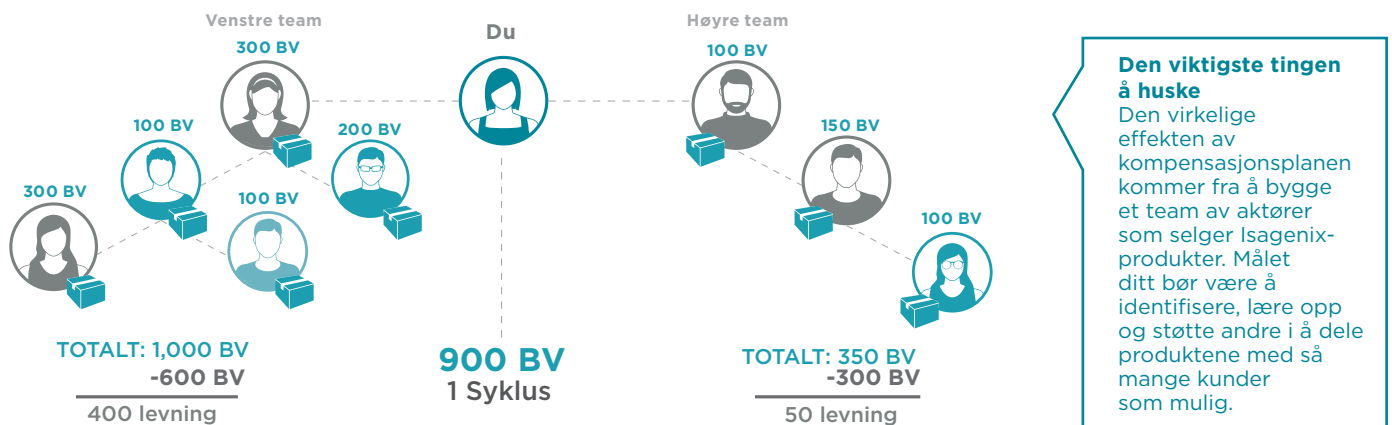 Venstre team
300 BV
100 BV
200 BV
300 BV
100 BV
TOTALT: 1,000 BV
-600 BV
400 levning
Du
900 BV
1 Syklus
Høyre team
100 BV
150 BV
100 BV
TOTALT: 350 BV
-300 BV
50 levning
Den viktigste tingen
å huske
Den virkelige
effekten av
kompensasjonsplanen
kommer fra å bygge
et team av aktører
som selger Isagenix-
produkter. Målet
ditt bør være å
identifisere, lære opp
og støtte andre i å dele
produktene med så
mange kunder
som mulig.